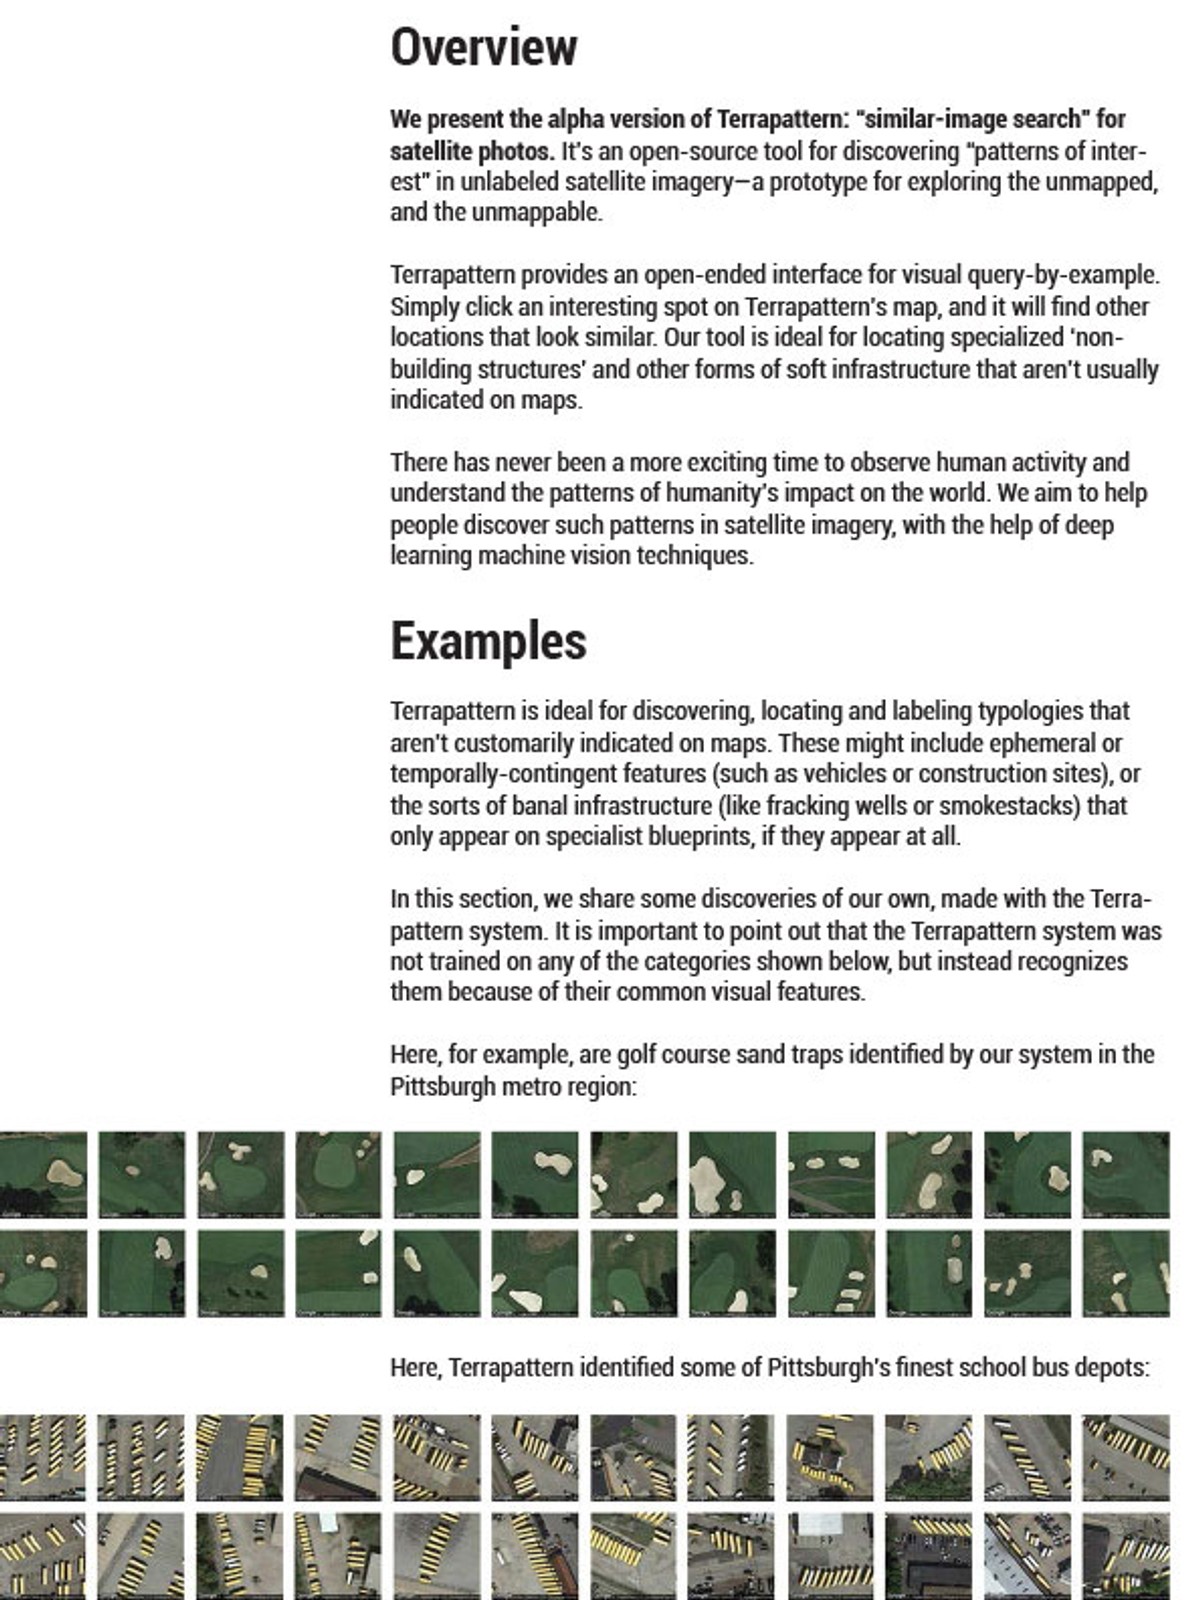 Overview
We present the alpha version of Terrapattern: “similar-image search” for
satellite photos. It’s an open-source tool for discovering “patterns of inter-
est” in unlabeled satellite imagery—a prototype for exploring the unmapped,
and the unmappable.
Terrapattern provides an open-ended interface for visual query-by-example.
Simply click an interesting spot on Terrapattern’s map, and it will find other
locations that look similar. Our tool is ideal for locating specialized ‘non-
building structures’ and other forms of soft infrastructure that aren’t usually
indicated on maps.
There has never been a more exciting time to observe human activity and
understand the patterns of humanity’s impact on the world. We aim to help
people discover such patterns in satellite imagery, with the help of deep
learning machine vision techniques.
Examples
Terrapattern is ideal for discovering, locating and labeling typologies that
aren’t customarily indicated on maps. These might include ephemeral or
temporally-contingent features (such as vehicles or construction sites), or
the sorts of banal infrastructure (like fracking wells or smokestacks) that
only appear on specialist blueprints, if they appear at all.
In this section, we share some discoveries of our own, made with the Terra-
pattern system. It is important to point out that the Terrapattern system was
not trained on any of the categories shown below, but instead recognizes
them because of their common visual features.
Here, for example, are golf course sand traps identified by our system in the
Pittsburgh metro region:
Here, Terrapattern identified some of Pittsburgh’s finest school bus depots: